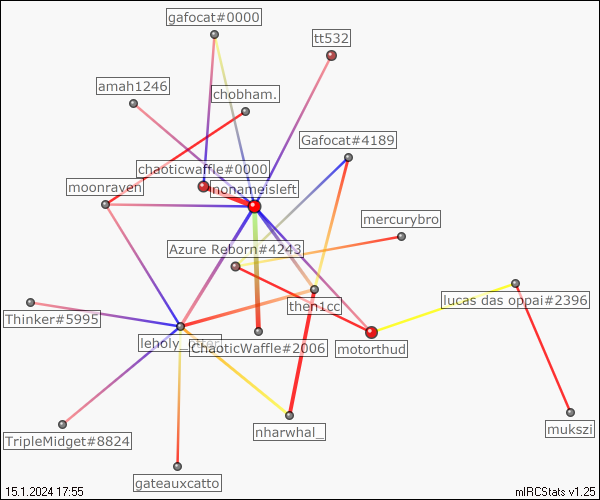 gafocat#0000
tt532
amah1246
chobham.
Gafocat#4189
chaoticwaffle#0000
moonraven
nonameisleft
mercurybro
Azure Reborn#4243
then1cc
lucas das oppai#2396
Thinker#5995
leholy_otter
ChaoticWaffle#2006
motorthud
nharwhal_
TripleMidget#8824
mukszi
gateauxcatto
15.1.2024 17:55
mIRCStats v1.25